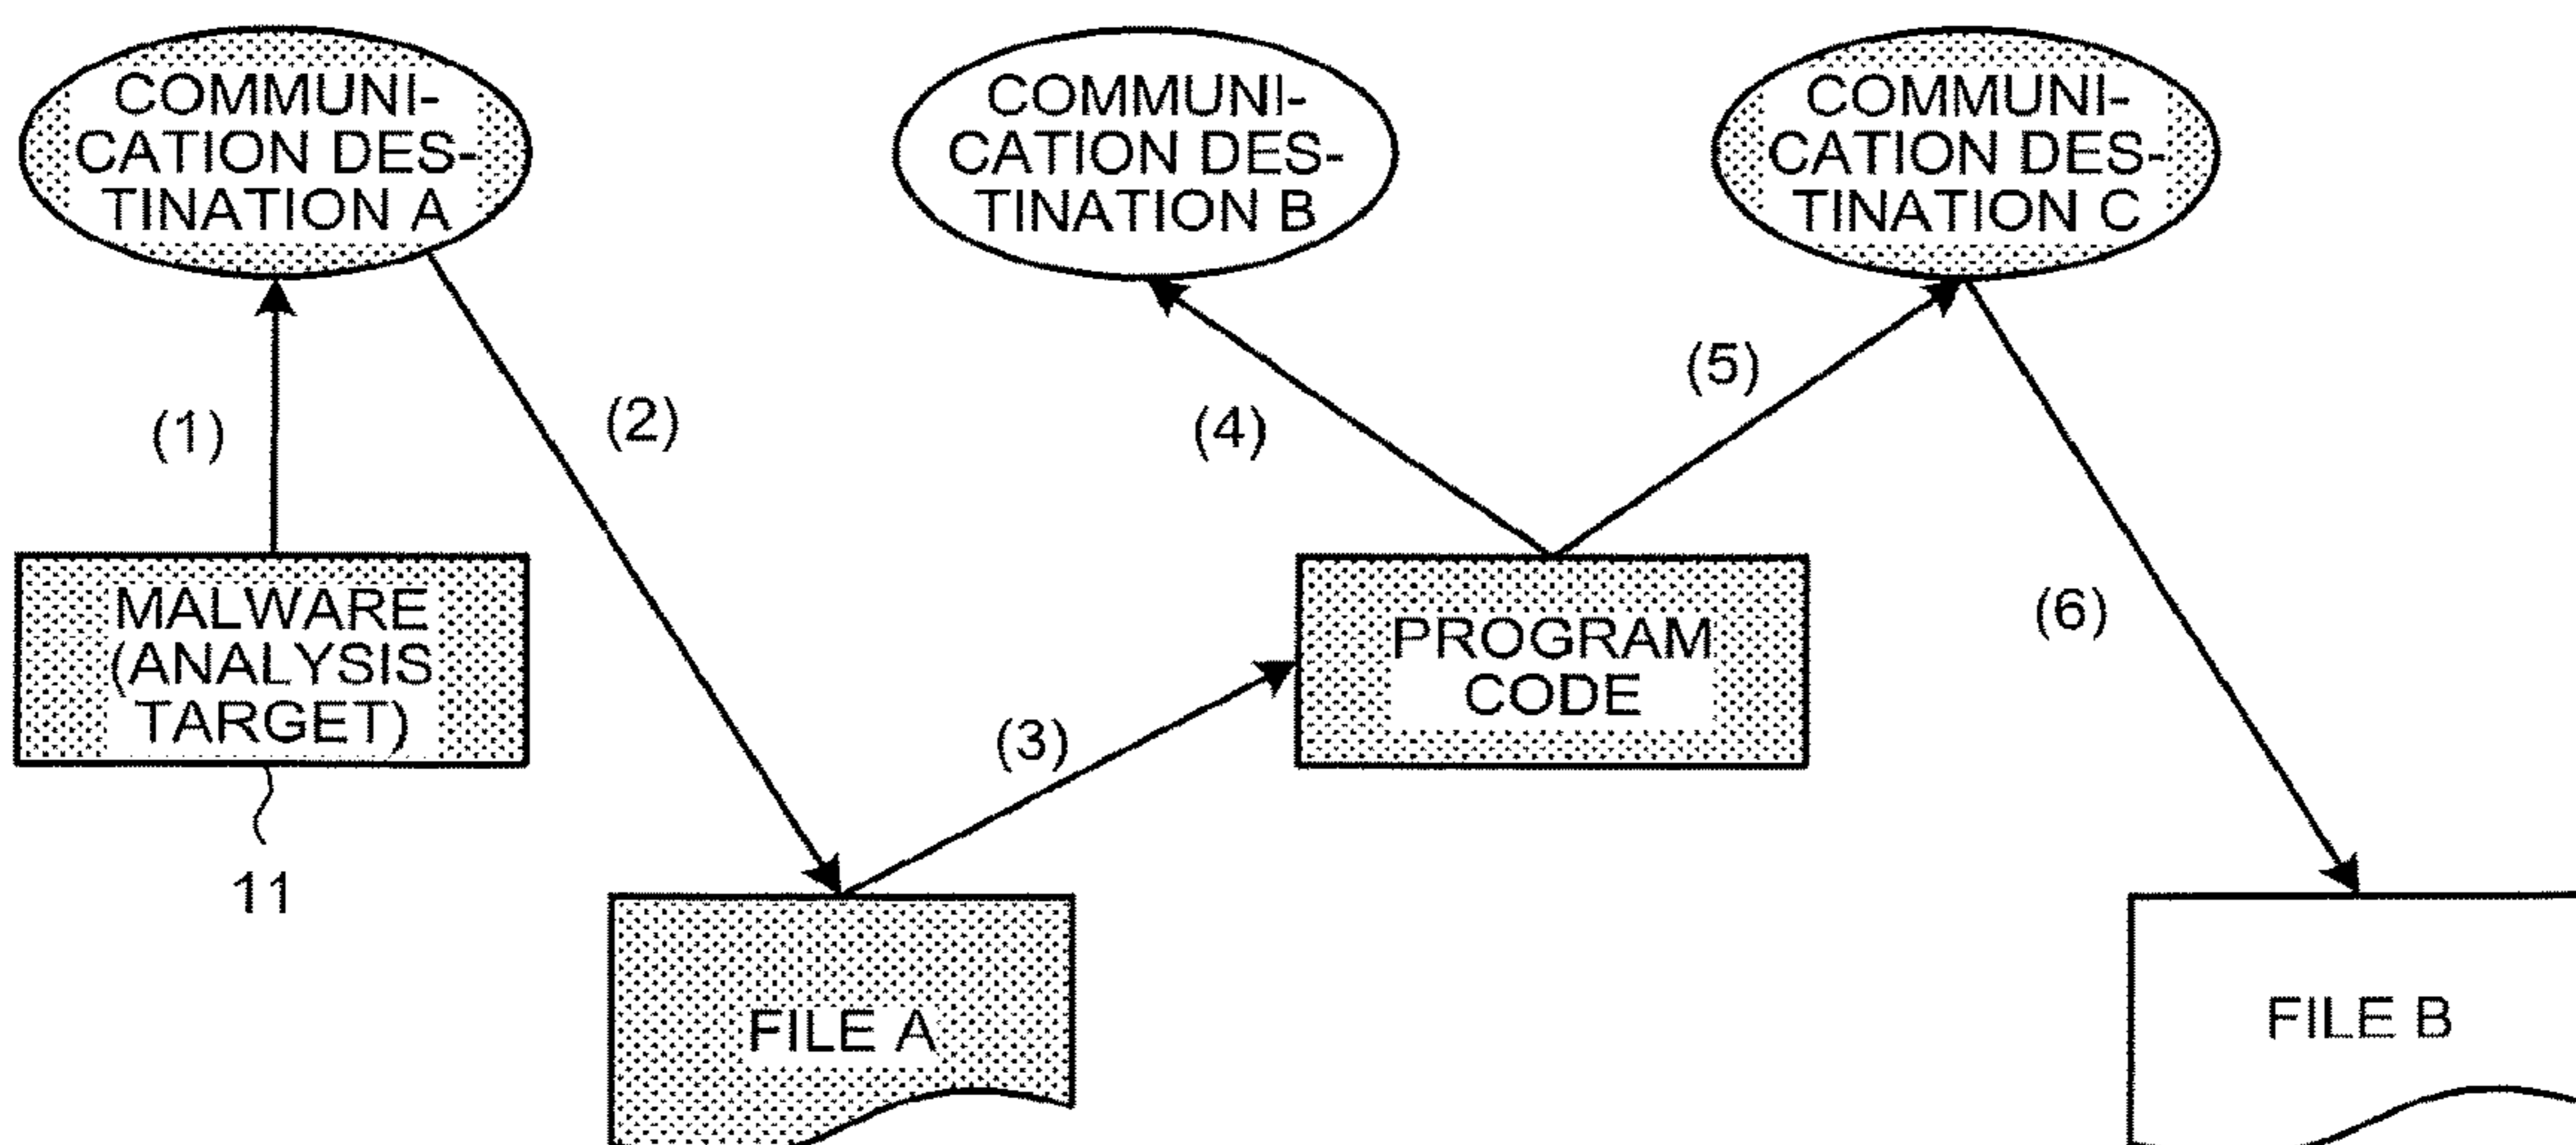 COMMUNI-
CATION DES-
TINATION A
COMMUNI-
CATION DES-
TINATION B
COMMUNI-
CATION DES-
TINATION C
(1)
(2)
(4)
(5)
(6)
MALWARE
(ANALYSIS
TARGET)
11
(3)
PROGRAM
CODE
FILE A
FILE B